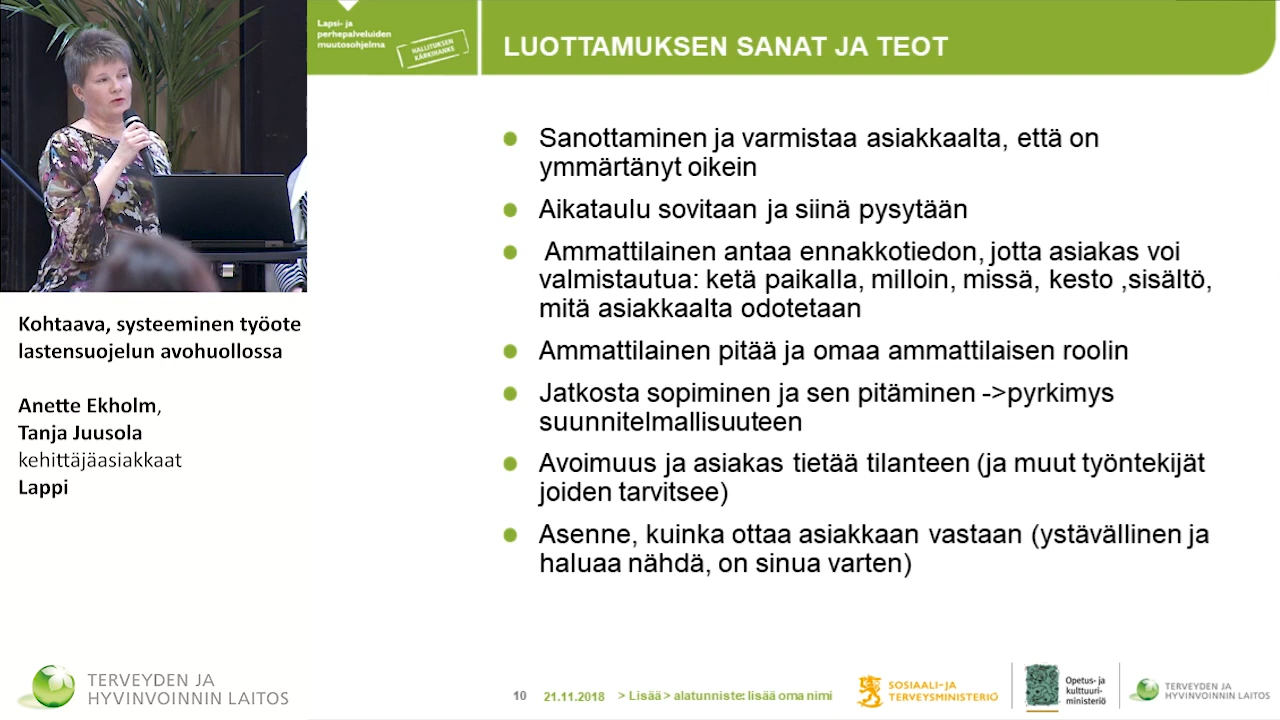 Lapsi- ja
perhepalveluiden
muutosohjelma
HALLITUKSEN
KÄRKIHANKE
LUOTTAMUKSEN SANAT JA TEOT
Sanottaminen ja varmistaa asiakkaalta, että on
ymmärtänyt oikein
Aikataulu sovitaan ja siinä pysytään
Ammattilainen antaa ennakkotiedon, jotta asiakas voi
valmistautua: ketä paikalla, milloin, missä, kesto ,sisältö,
mitä asiakkaalta odotetaan
Ammattilainen pitää ja omaa ammattilaisen roolin
Jatkosta sopiminen ja sen pitäminen ->pyrkimys
suunnitelmallisuuteen
Avoimuus ja asiakas tietää tilanteen (ja muut työntekijät
joiden tarvitsee)
Asenne, kuinka ottaa asiakkaan vastaan (ystävällinen ja
haluaa nähdä, on sinua varten)
Kohtaava, systeeminen työote
lastensuojelun avohuollossa
Anette Ekholm,
Tanja Juusola
kehittäjäasiakkaat
Lappi
TERVEYDEN JA
HYVINVOINNIN LAITOS
10 21.11.2018 > Lisää > alatunniste: lisää oma nimi
SOSIAALI- JA
TERVEYSMINISTERIÖ
Opetus- ja
kulttuuri-
ministeriö
TERVEYDEN JA
HYVINVOINNIN LAITOS